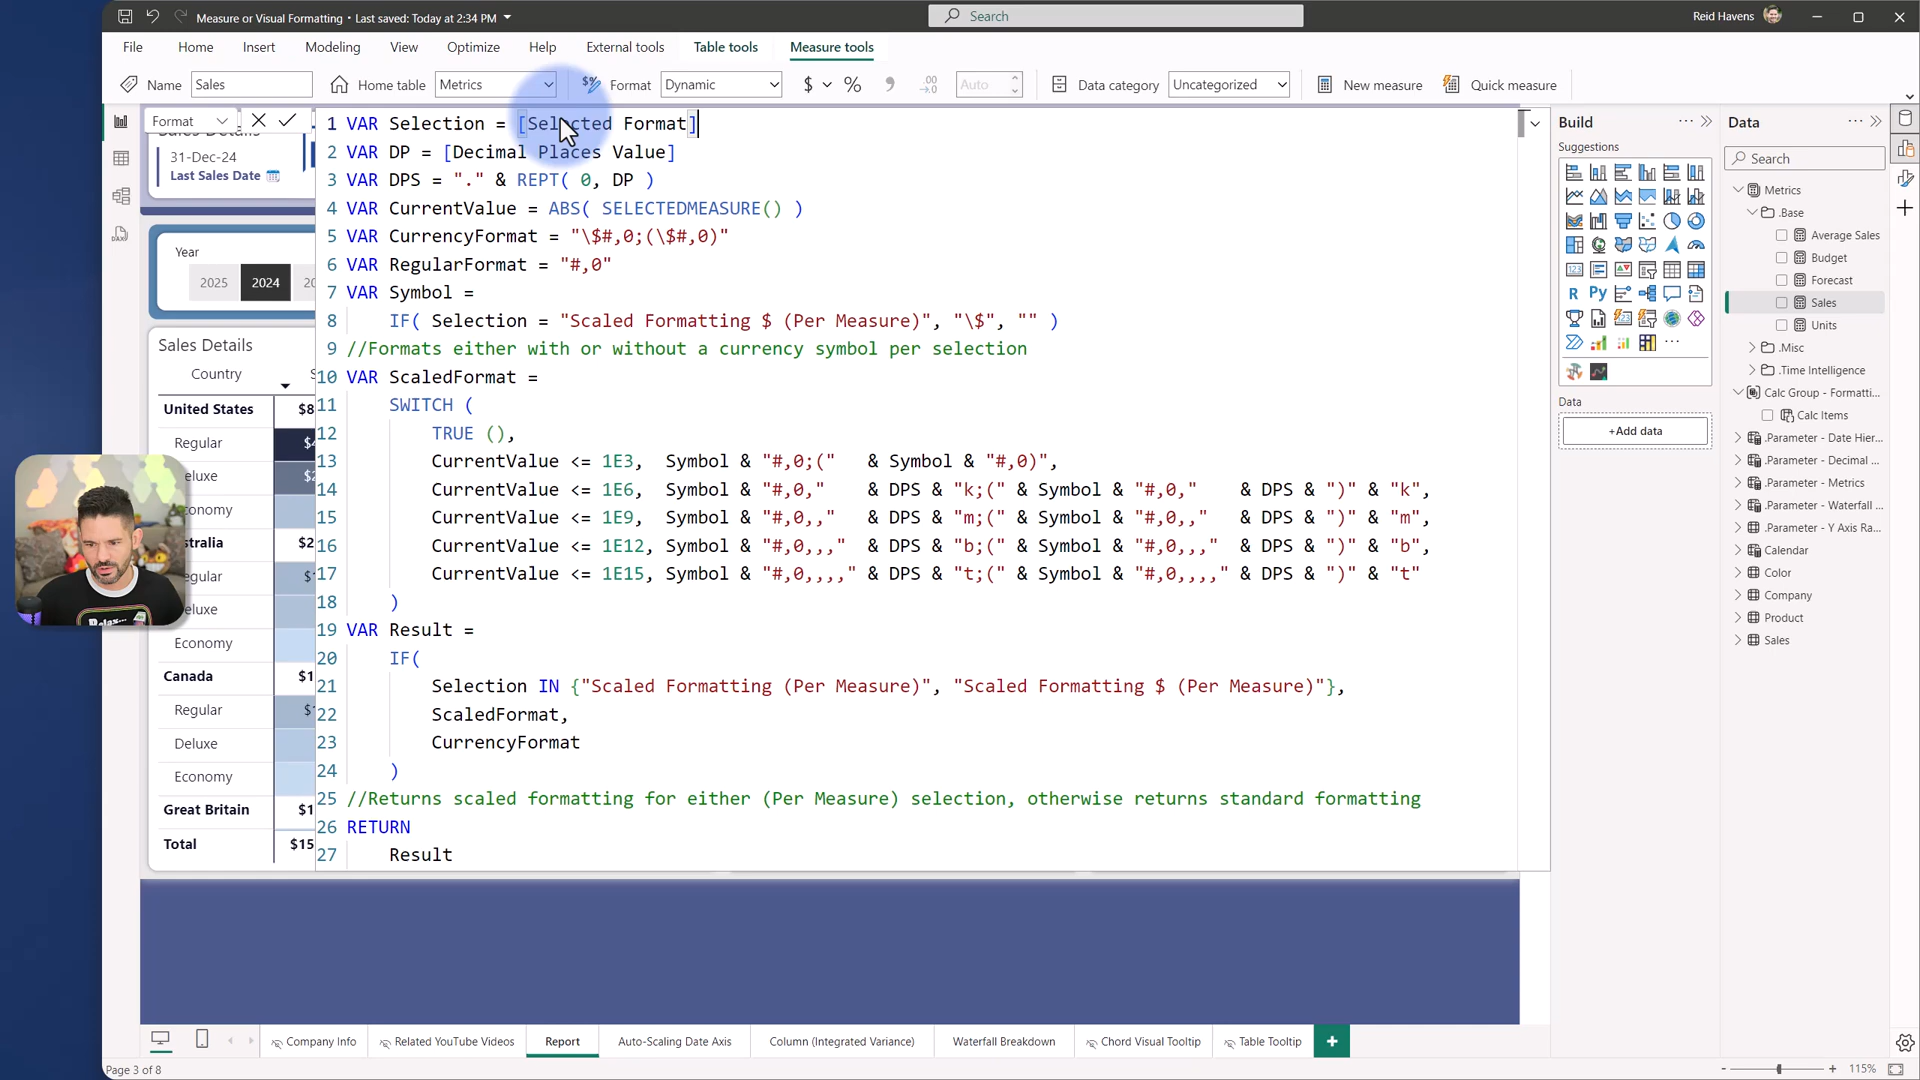 Measure or Visual Formatting • Last saved: Today at 2:34 PM
Search
Reid Havens
File Home Insert Modeling View Optimize Help External tools Table tools Measure tools
Name Sales Home table Metrics Format Dynamic $ % Auto Data category Uncategorized New measure Quick measure
Format
Sales Details
31-Dec-24
Last Sales Date
Year
2025 2024
Sales Details
Country
United States $8
Regular
Economy
Canada $1
Regular
Deluxe
Economy
Great Britain $1
Total $15
1 VAR Selection = [Selected Format]
2 VAR DP = [Decimal Places Value]
3 VAR DPS = "." & REPT( 0, DP )
4 VAR CurrentValue = ABS( SELECTEDMEASURE() )
5 VAR CurrencyFormat = "\$#,0;(\$#,0)"
6 VAR RegularFormat = "#,0"
7 VAR Symbol =
8 IF( Selection = "Scaled Formatting $ (Per Measure)", "\$", "" )
9 //Formats either with or without a currency symbol per selection
10 VAR ScaledFormat =
11 SWITCH (
12 TRUE (),
13 CurrentValue <= 1E3, Symbol & "#,0;(" & Symbol & "#,0)",
14 CurrentValue <= 1E6, Symbol & "#,0," & DPS & "k;(" & Symbol & "#,0," & DPS & ")" & "k",
15 CurrentValue <= 1E9, Symbol & "#,0,," & DPS & "m;(" & Symbol & "#,0,," & DPS & ")" & "m",
16 CurrentValue <= 1E12, Symbol & "#,0,,," & DPS & "b;(" & Symbol & "#,0,,," & DPS & ")" & "b",
17 CurrentValue <= 1E15, Symbol & "#,0,,,," & DPS & "t;(" & Symbol & "#,0,,,," & DPS & ")" & "t"
18 )
19 VAR Result =
20 IF(
21 Selection IN {"Scaled Formatting (Per Measure)", "Scaled Formatting $ (Per Measure)"},
22 ScaledFormat,
23 CurrencyFormat
24 )
25 //Returns scaled formatting for either (Per Measure) selection, otherwise returns standard formatting
26 RETURN
27 Result
Build
Suggestions
R Py
123
Data
+Add data
Data
Search
Metrics
.Base
Average Sales
Budget
Forecast
Sales
Units
.Misc
.Time Intelligence
Calc Group - Formatti...
Calc Items
.Parameter - Date Hier...
.Parameter - Decimal ...
.Parameter - Metrics
.Parameter - Waterfall ...
.Parameter - Y Axis Ra...
Calendar
Color
Company
Product
Sales
Company Info Related YouTube Videos Report Auto-Scaling Date Axis Column (Integrated Variance) Waterfall Breakdown Chord Visual Tooltip Table Tooltip +
Page 3 of 8
- + 115%